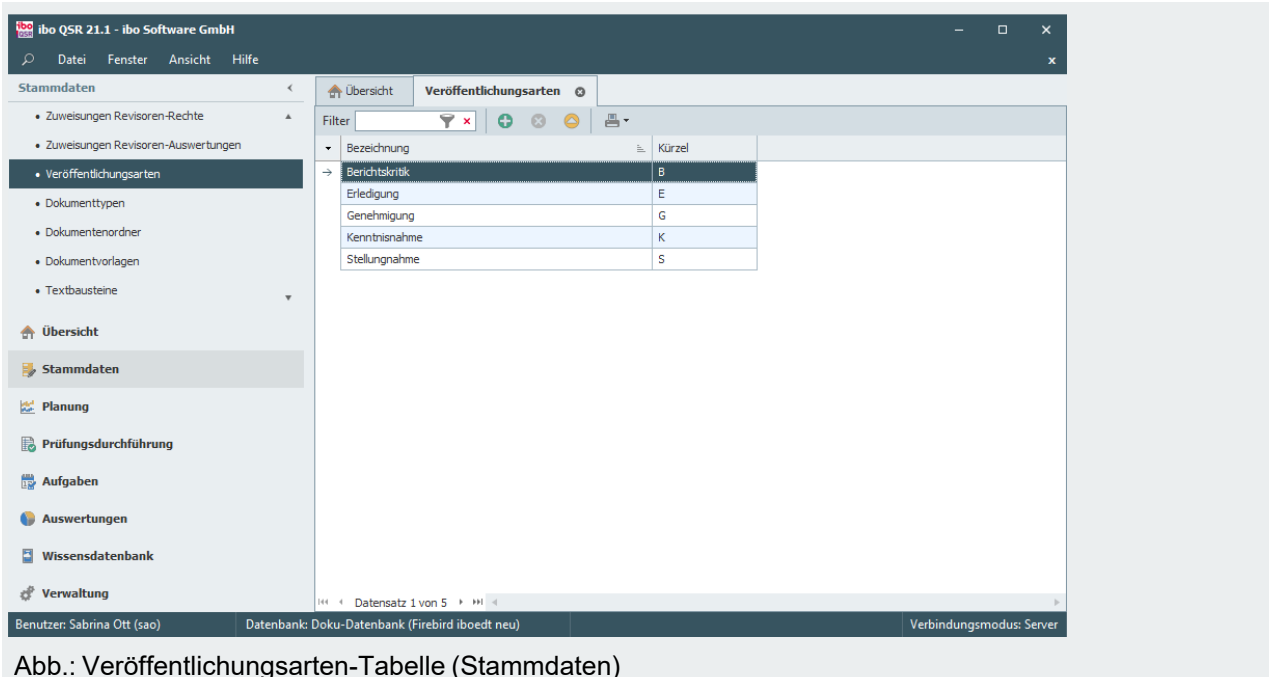 ibo QSR 21.1 - ibo Software GmbH
Datei Fenster Ansicht Hilfe
Stammdaten
• Zuweisungen Revisoren-Rechte
• Zuweisungen Revisoren-Auswertungen
• Veröffentlichungsarten
• Dokumenttypen
• Dokumentenordner
• Dokumentvorlagen
• Textbausteine
Übersicht
Stammdaten
Planung
Prüfungsdurchführung
Aufgaben
Auswertungen
Wissensdatenbank
Verwaltung
Übersicht Veröffentlichungsarten
Filter
Bezeichnung Kürzel
Berichtskritik B
Erledigung E
Genehmigung G
Kenntnisnahme K
Stellungnahme S
Datensatz 1 von 5
Benutzer: Sabrina Ott (sao) Datenbank: Doku-Datenbank (Firebird iboedt neu) Verbindungsmodus: Server
Abb.: Veröffentlichungsarten-Tabelle (Stammdaten)